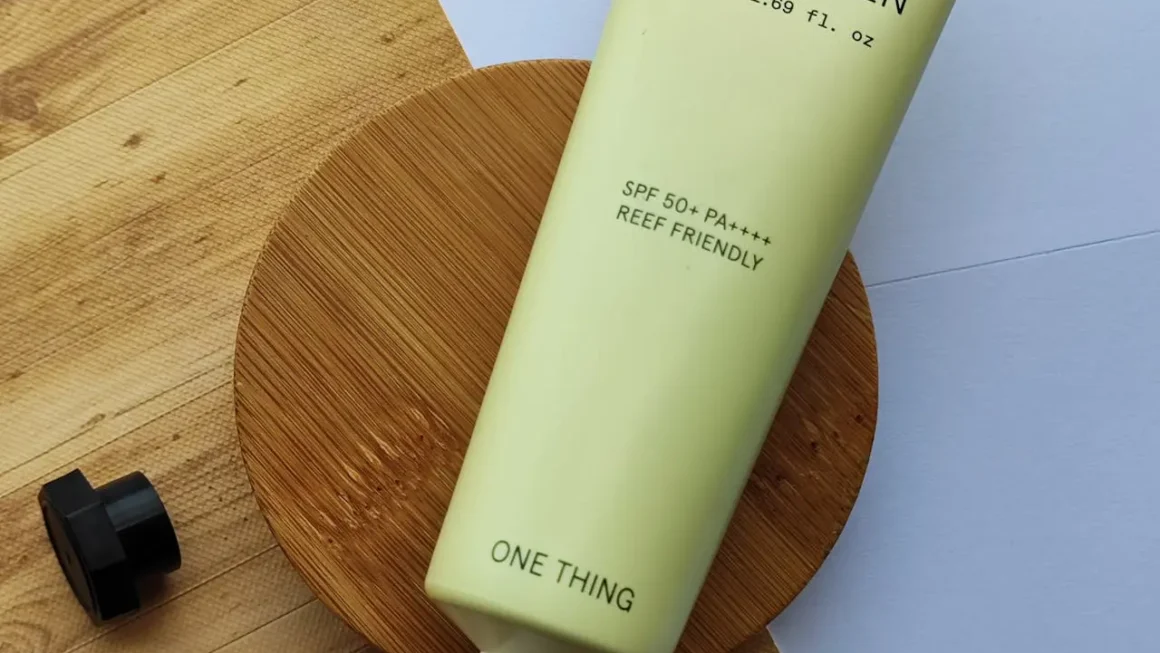 .69 fl. oz
SPF 50+ PA++++
REEF FRIENDLY
ONE THING